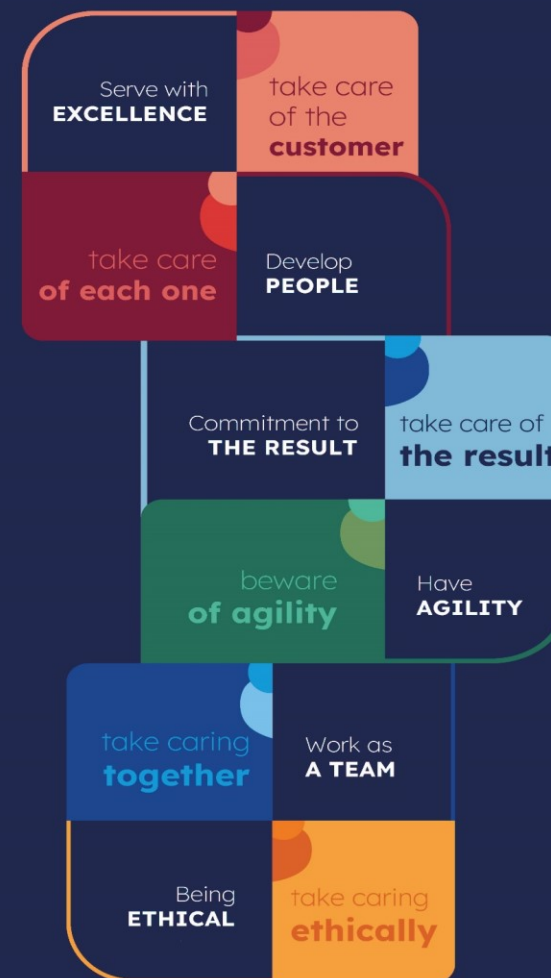 Serve with
EXCELLENCE
take care
of the
customer
take care
of each one
Develop
PEOPLE
Commitment to
THE RESULT
take care of
the result
beware
of agility
Have
AGILITY
take caring
together
Work as
A TEAM
Being
ETHICAL
take caring
ethically